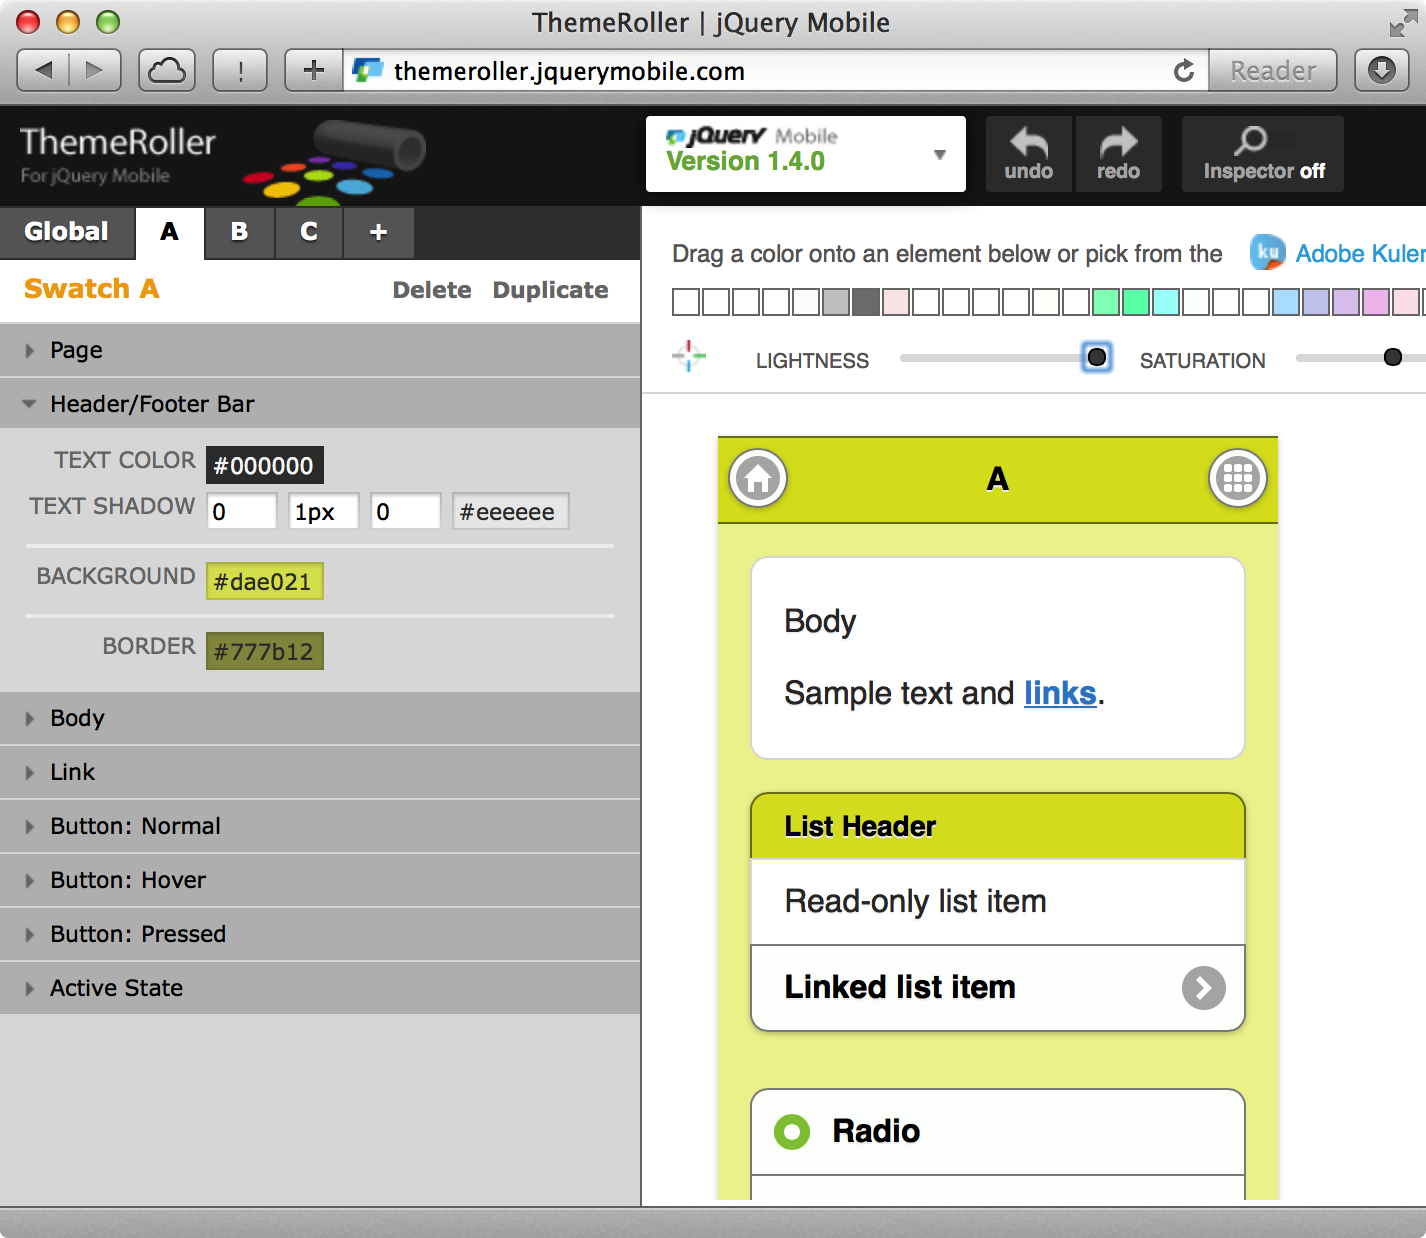 ThemeRoller | jQuery Mobile
themeroller.jquerymobile.com
Reader
ThemeRoller
For jQuery Mobile
jQuery Mobile
Version 1.4.0
undo
redo
Inspector off
Global
A
B
C
+
Swatch A
Delete
Duplicate
Page
Header/Footer Bar
TEXT COLOR #000000
TEXT SHADOW 0 1px 0 #eeeeee
BACKGROUND #dae021
BORDER #777b12
Body
Link
Button: Normal
Button: Hover
Button: Pressed
Active State
Drag a color onto an element below or pick from the ku Adobe Kuler
LIGHTNESS
SATURATION
A
Body
Sample text and links.
List Header
Read-only list item
Linked list item
Radio